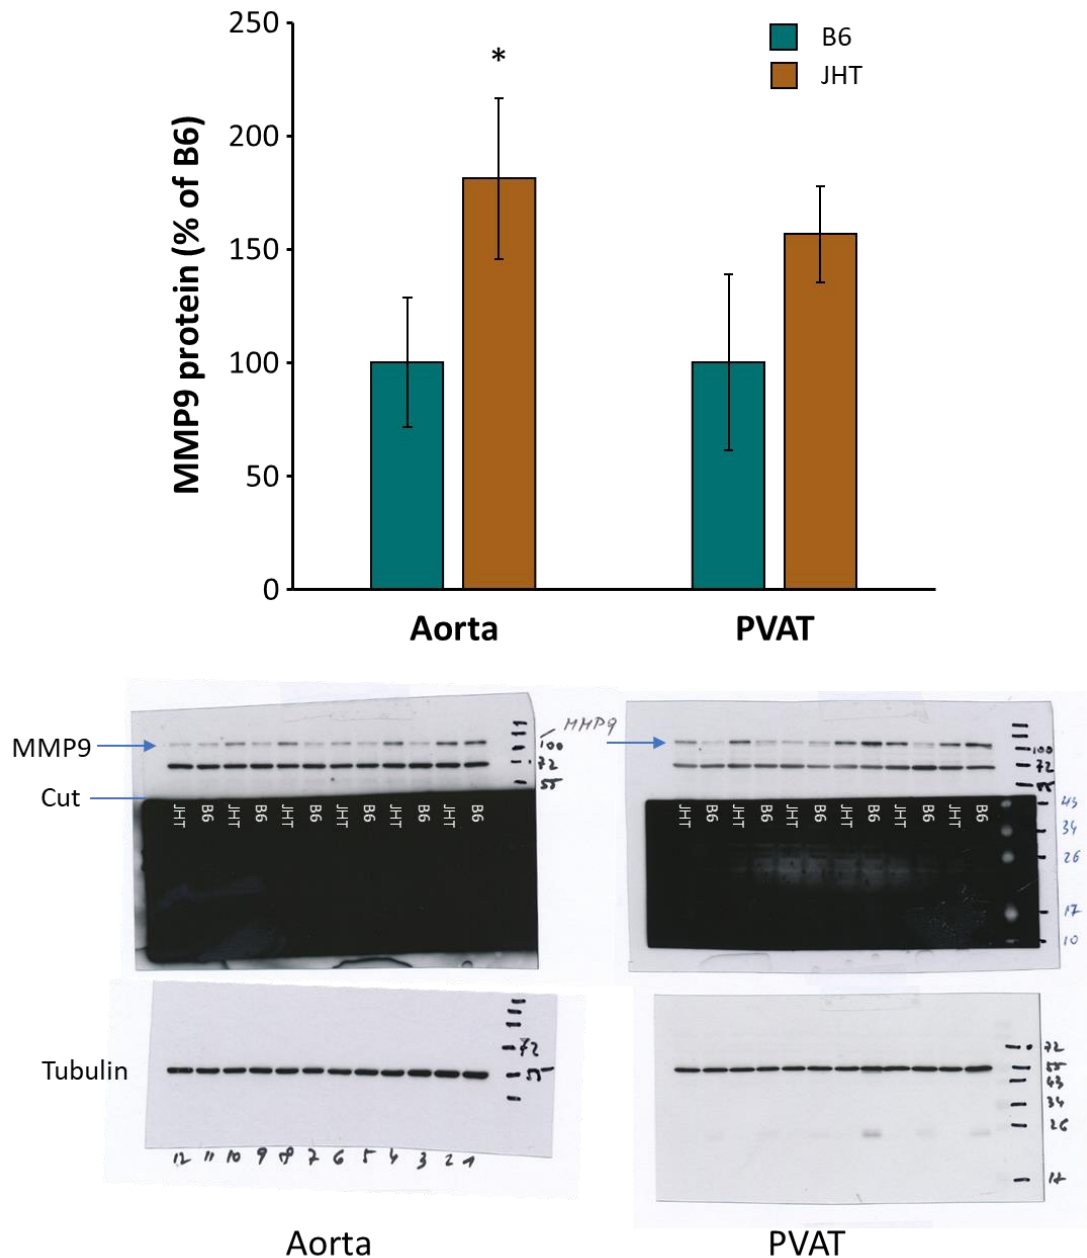 250
200
150
100
50
0
MMP9 protein (% of B6)
*
B6
JHT
Aorta
PVAT
MMP9
MMP9
100
72
55
100
72
55
Cut
JHT B6 JHT B6 JHT B6 JHT B6 JHT B6 JHT B6
JHT B6 JHT B6 JHT B6 JHT B6 JHT B6 JHT B6
43
34
26
17
10
Tubulin
72
55
12 11 10 9 8 7 6 5 4 3 2 1
72
55
43
34
26
17
Aorta
PVAT